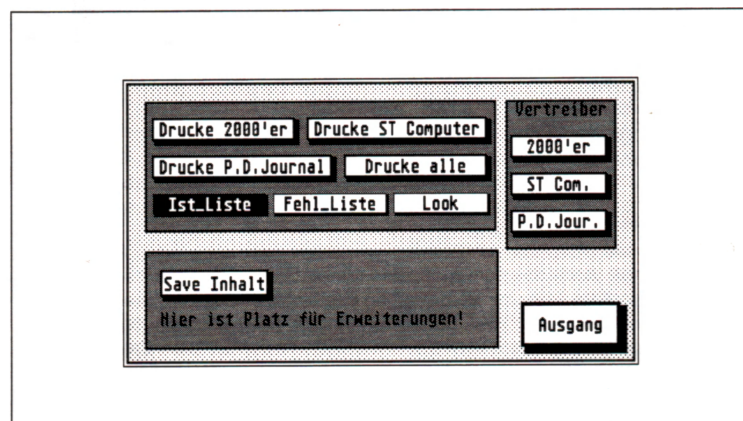 Drucke 2000'er Drucke ST Computer
Drucke P.D.Journal Drucke alle
Ist_Liste Fehl_Liste Look
Vertreiber
2000'er
ST Com.
P.D.Jour.
Save Inhalt
Hier ist Platz für Erweiterungen!
Ausgang